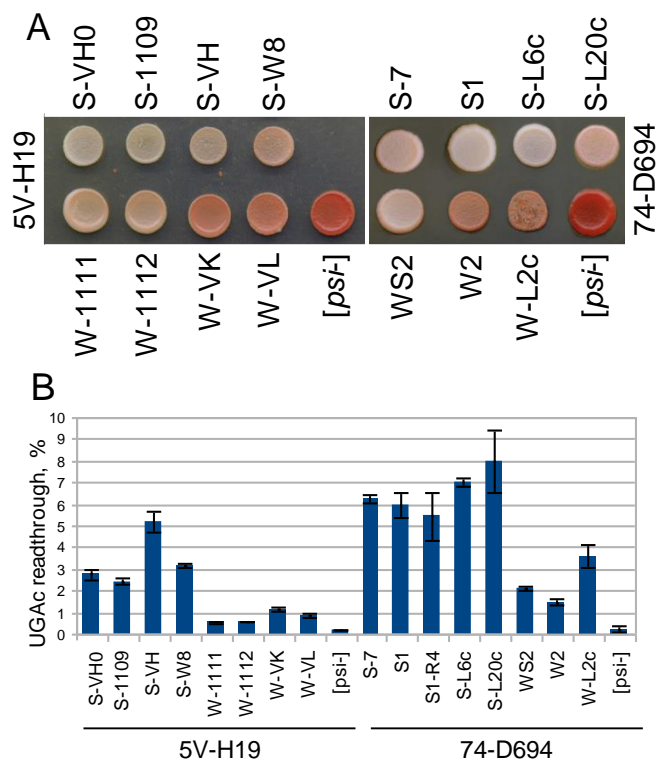 A
S-VH0 S-1109 S-VH S-W8 S-7 S1 S-L6c S-L20c
5V-H19 74-D694
W-1111 W-1112 W-VK W-VL [psi-] WS2 W2 W-L2c [psi-]
B
UGAc readthrough, %
10
9
8
7
6
5
4
3
2
1
0
S-VH0 S-1109 S-VH S-W8 W-1111 W-1112 W-VK W-VL [psi-] S-7 S1 S1-R4 S-L6c S-L20c WS2 W2 W-L2c [psi-]
5V-H19 74-D694